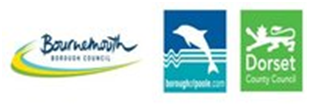 Bournemouth
BOROUGH COUNCIL
boroughofpoole.com
Dorset
County Council